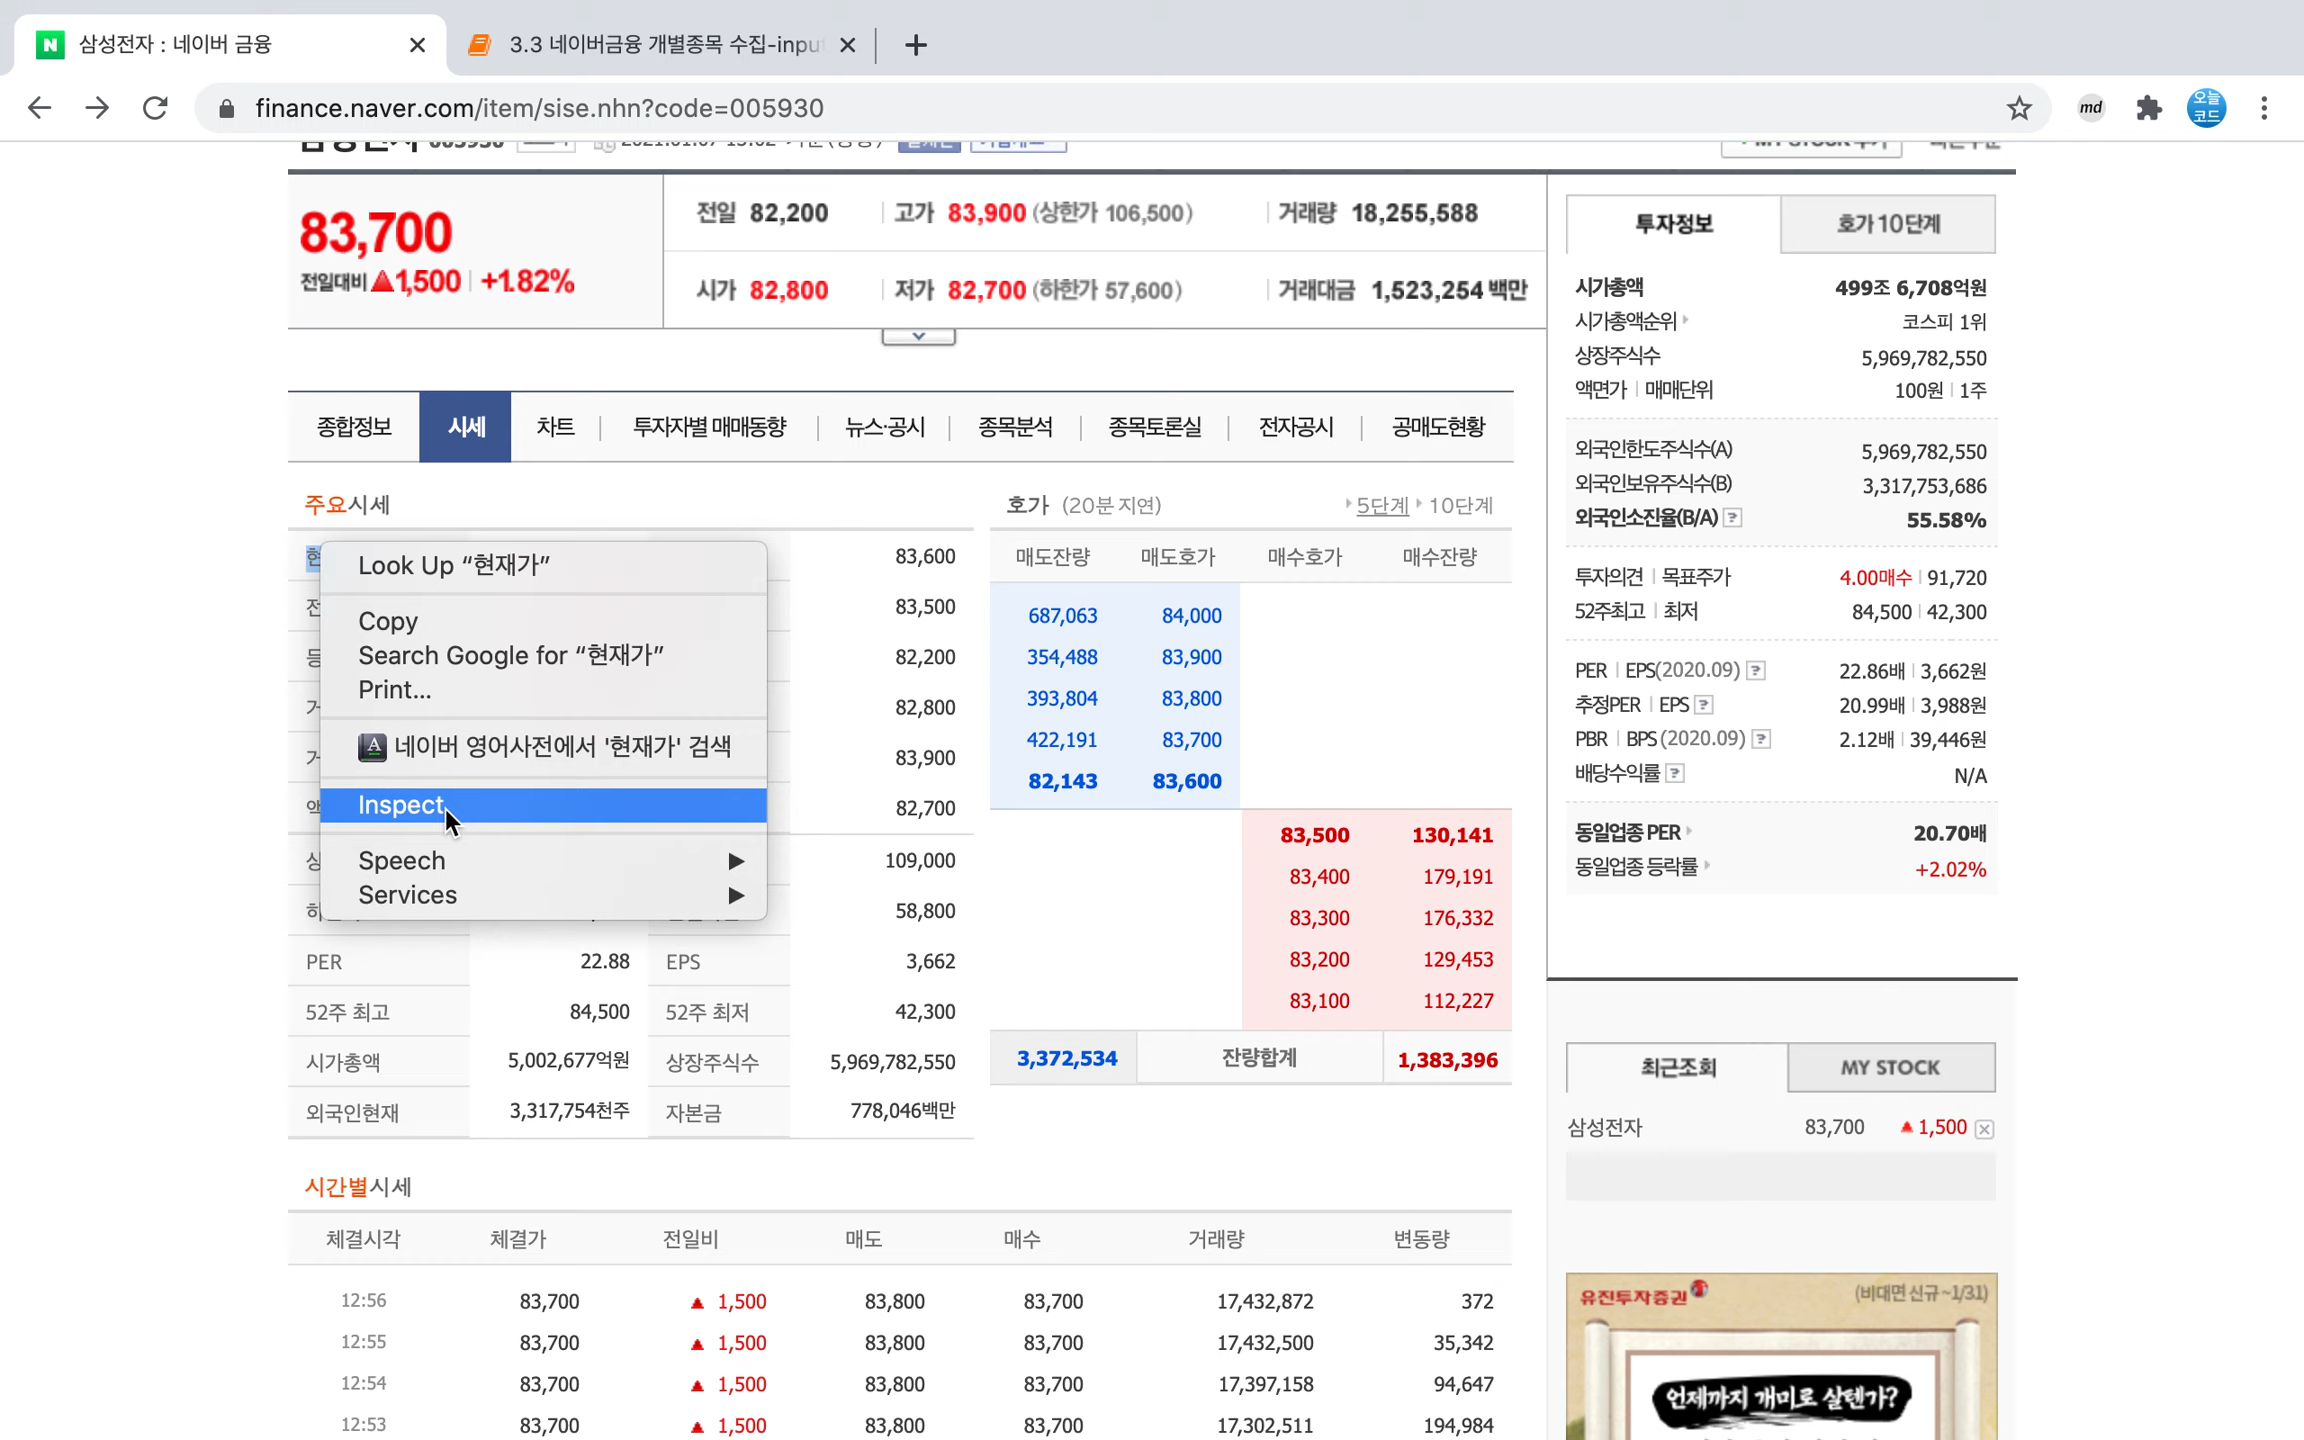 삼성전자 : 네이버 금융
3.3 네이버금융 개별종목 수집-inpu
finance.naver.com/item/sise.nhn?code=005930
md
오늘
코드
83,700
전일대비 ▲1,500 +1.82%
전일 82,200 고가 83,900 (상한가 106,500) 거래량 18,255,588
시가 82,800 저가 82,700 (하한가 57,600) 거래대금 1,523,254 백만
종합정보 시세 차트 투자자별 매매동향 뉴스·공시 종목분석 종목토론실 전자공시 공매도현황
주요시세
현 83,600
전 83,500
등 82,200
거 82,800
거 83,900
액 82,700
상 109,000
하 58,800
PER 22.88 EPS 3,662
52주 최고 84,500 52주 최저 42,300
시가총액 5,002,677억원 상장주식수 5,969,782,550
외국인현재 3,317,754천주 자본금 778,046백만
Look Up “현재가”
Copy
Search Google for “현재가”
Print...
네이버 영어사전에서 '현재가' 검색
Inspect
Speech
Services
호가 (20분 지연) 5단계 10단계
매도잔량 매도호가 매수호가 매수잔량
687,063 84,000
354,488 83,900
393,804 83,800
422,191 83,700
82,143 83,600
83,500 130,141
83,400 179,191
83,300 176,332
83,200 129,453
83,100 112,227
3,372,534 잔량합계 1,383,396
시간별시세
체결시각 체결가 전일비 매도 매수 거래량 변동량
12:56 83,700 ▲ 1,500 83,800 83,700 17,432,872 372
12:55 83,700 ▲ 1,500 83,800 83,700 17,432,500 35,342
12:54 83,700 ▲ 1,500 83,800 83,700 17,397,158 94,647
12:53 83,700 ▲ 1,500 83,800 83,700 17,302,511 194,984
투자정보 호가 10단계
시가총액 499조 6,708억원
시가총액순위 코스피 1위
상장주식수 5,969,782,550
액면가 | 매매단위 100원 | 1주
외국인한도주식수(A) 5,969,782,550
외국인보유주식수(B) 3,317,753,686
외국인소진율(B/A) ? 55.58%
투자의견 | 목표주가 4.00매수 | 91,720
52주최고 | 최저 84,500 | 42,300
PER | EPS(2020.09) ? 22.86배 | 3,662원
추정PER | EPS ? 20.99배 | 3,988원
PBR | BPS (2020.09) ? 2.12배 | 39,446원
배당수익률 ? N/A
동일업종 PER 20.70배
동일업종 등락률 +2.02%
최근조회 MY STOCK
삼성전자 83,700 ▲ 1,500
유진투자증권 (비대면 신규~1/31)
언제까지 개미로 살텐가?